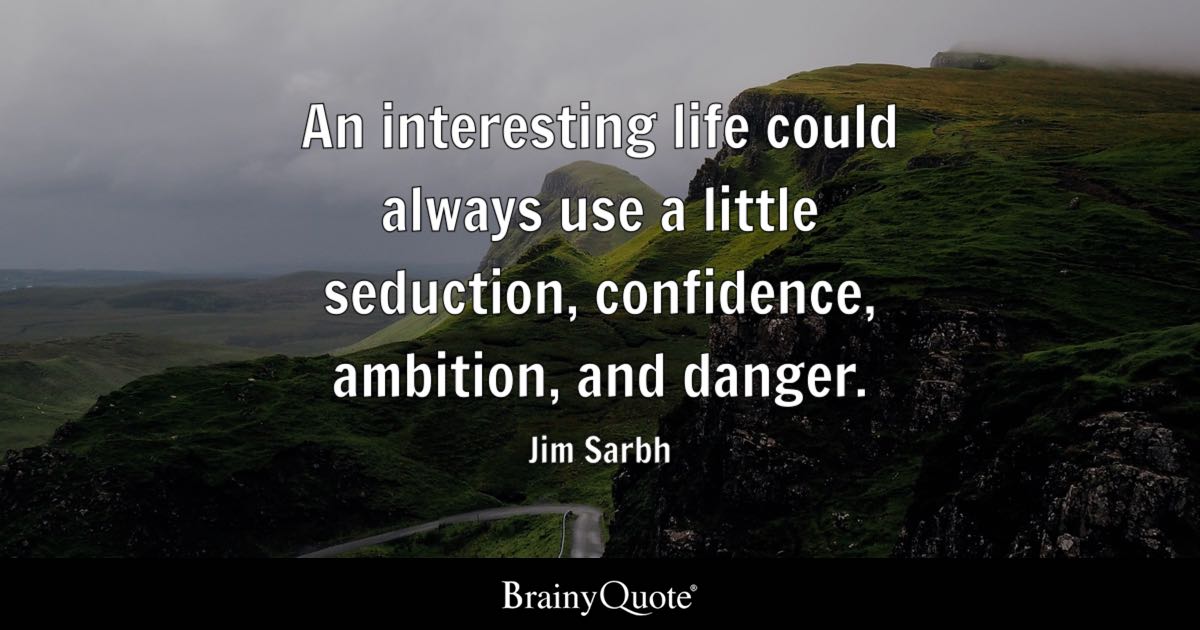 An interesting life could
always use a little
seduction, confidence,
ambition, and danger.
Jim Sarbh
BrainyQuote®